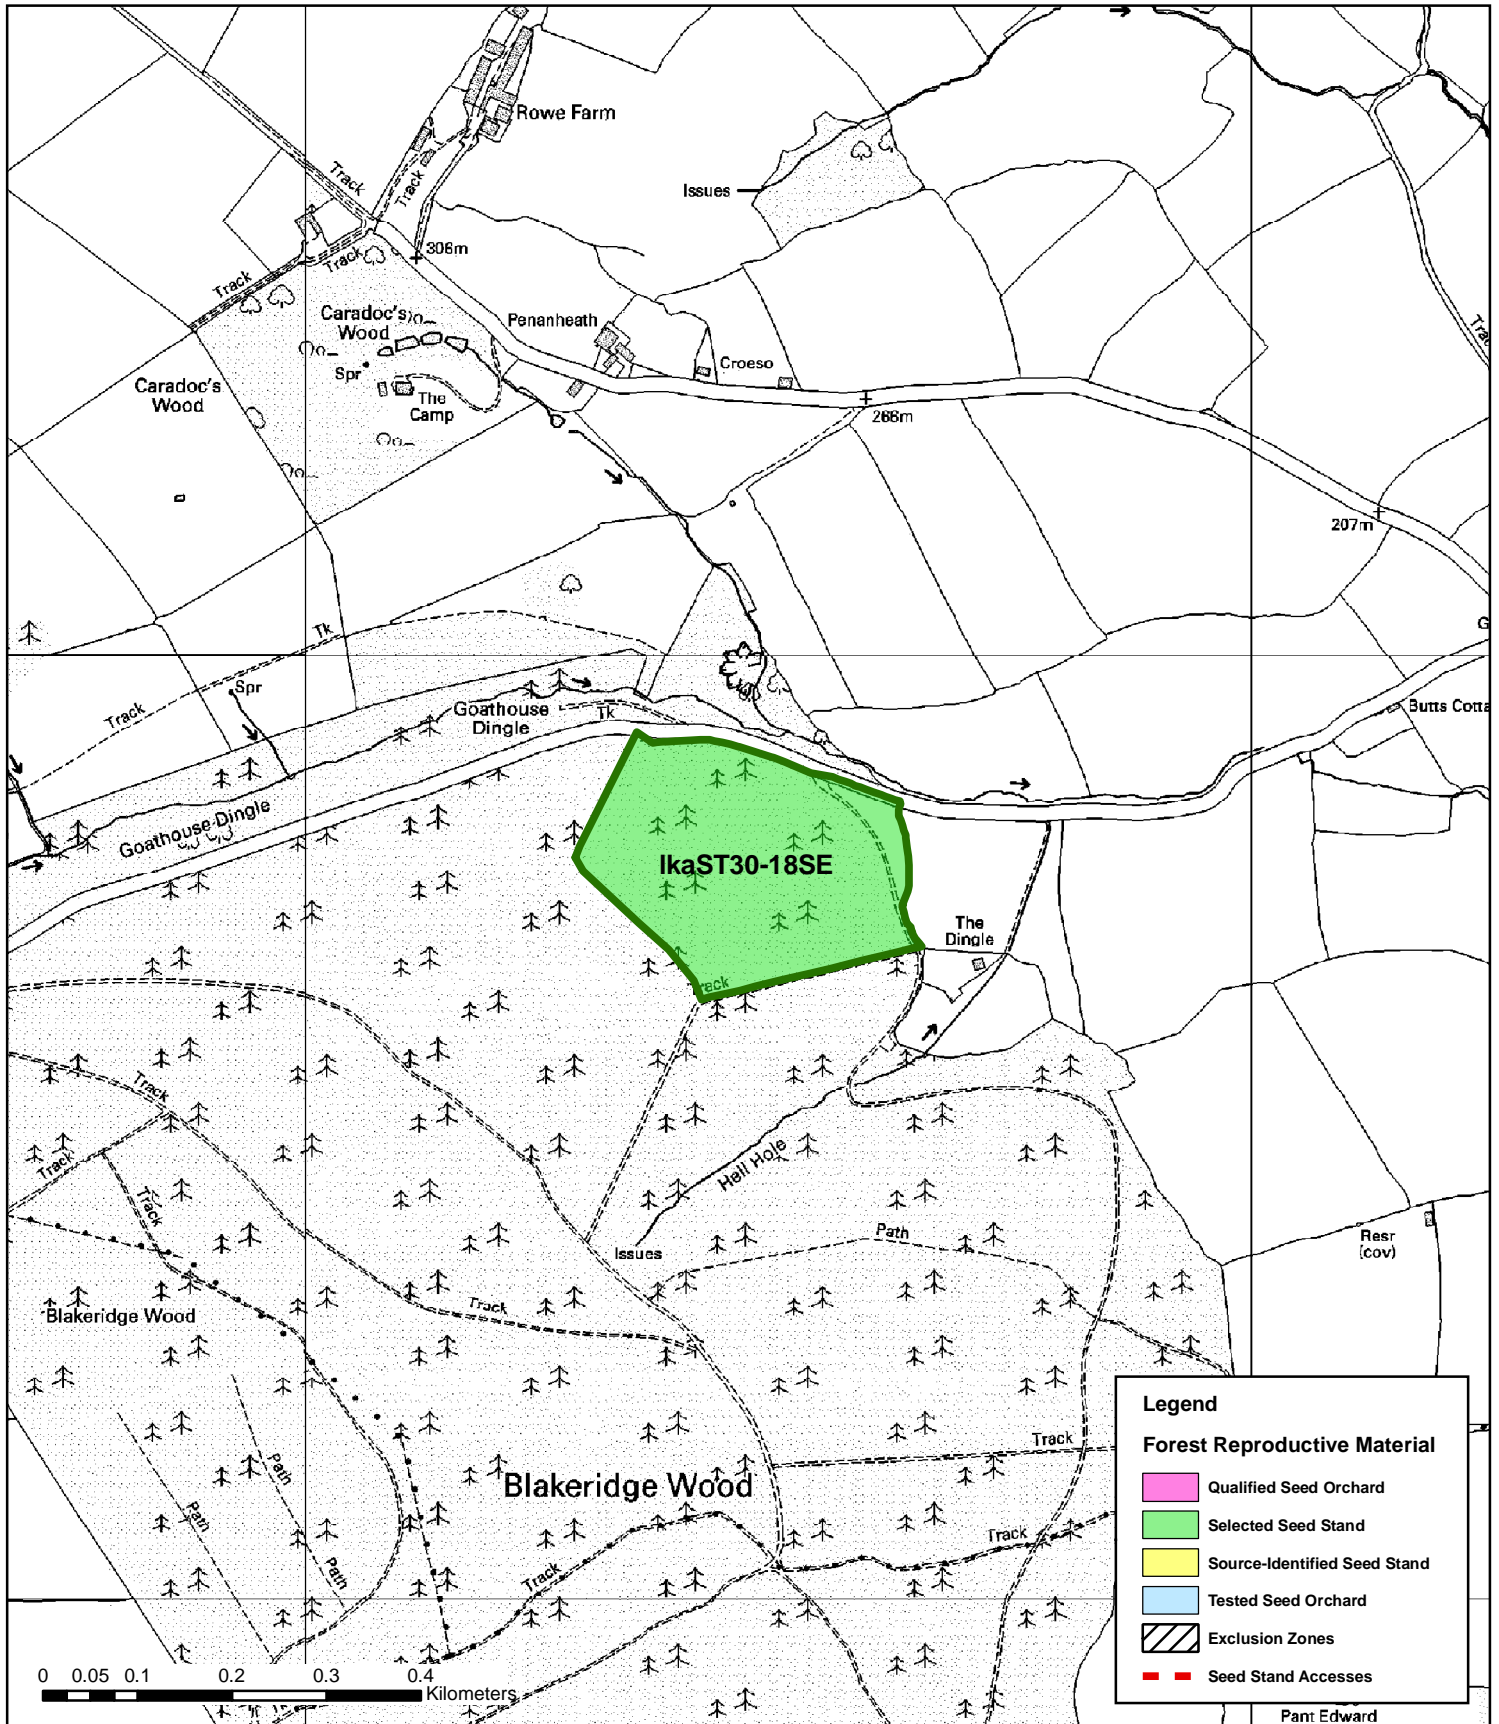 Rowe Farm
Track
Track
Issues
306m
Track
Track
Caradoc's
Wood
Penanheath
Croeso
Spr
Caradoc's
Wood
The
Camp
268m
207m
Tk
G
Spr
Track
Goathouse
Dingle
Tk
Butts Cotta
Goathouse Dingle
IkaST30-18SE
The
Dingle
rack
Track
Track
Track
Hell Hole
Path
Issues
Resr
(cov)
Track
Blakeridge Wood
Legend
Forest Reproductive Material
Qualified Seed Orchard
Selected Seed Stand
Source-Identified Seed Stand
Tested Seed Orchard
Exclusion Zones
Seed Stand Accesses
Track
Path
Blakeridge Wood
Path
Track
Track
Path
0 0.05 0.1 0.2 0.3 0.4
Kilometers
Pant Edward